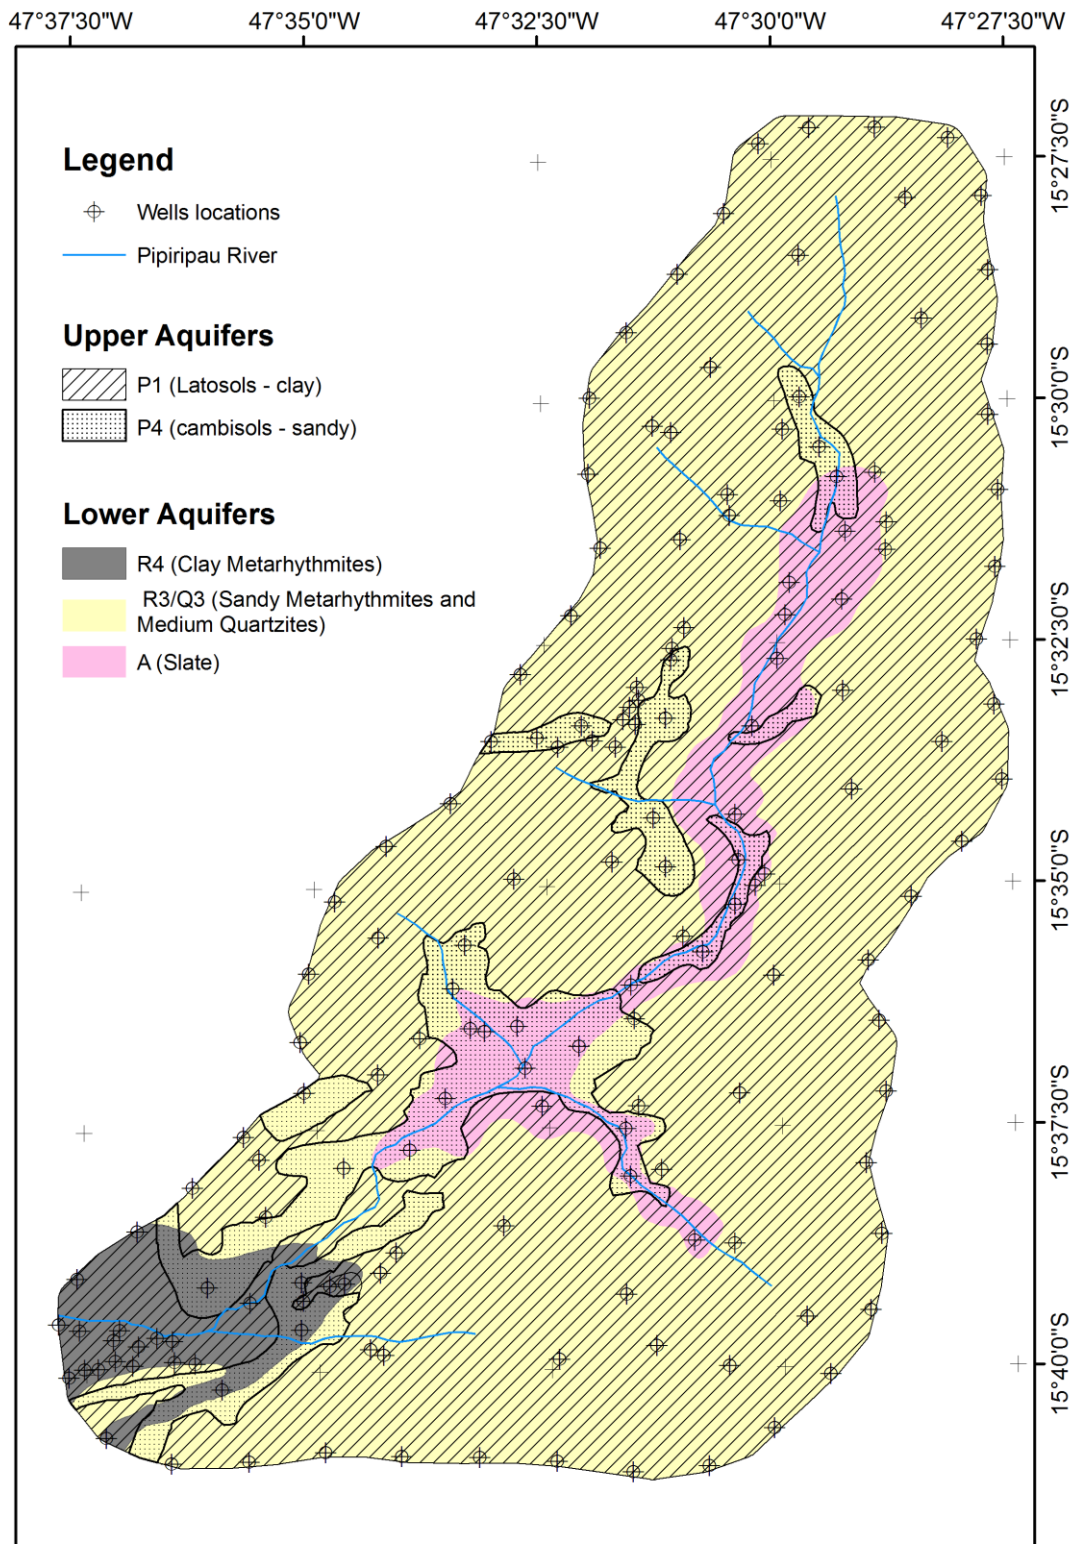 47°37'30"W 47°35'0"W 47°32'30"W 47°30'0"W 47°27'30"W
Legend
Wells locations
Pipiripau River
Upper Aquifers
P1 (Latosols - clay)
P4 (cambisols - sandy)
Lower Aquifers
R4 (Clay Metarhythmites)
R3/Q3 (Sandy Metarhythmites and
Medium Quartzites)
A (Slate)
15°27'30"S
15°30'0"S
15°32'30"S
15°35'0"S
15°37'30"S
15°40'0"S